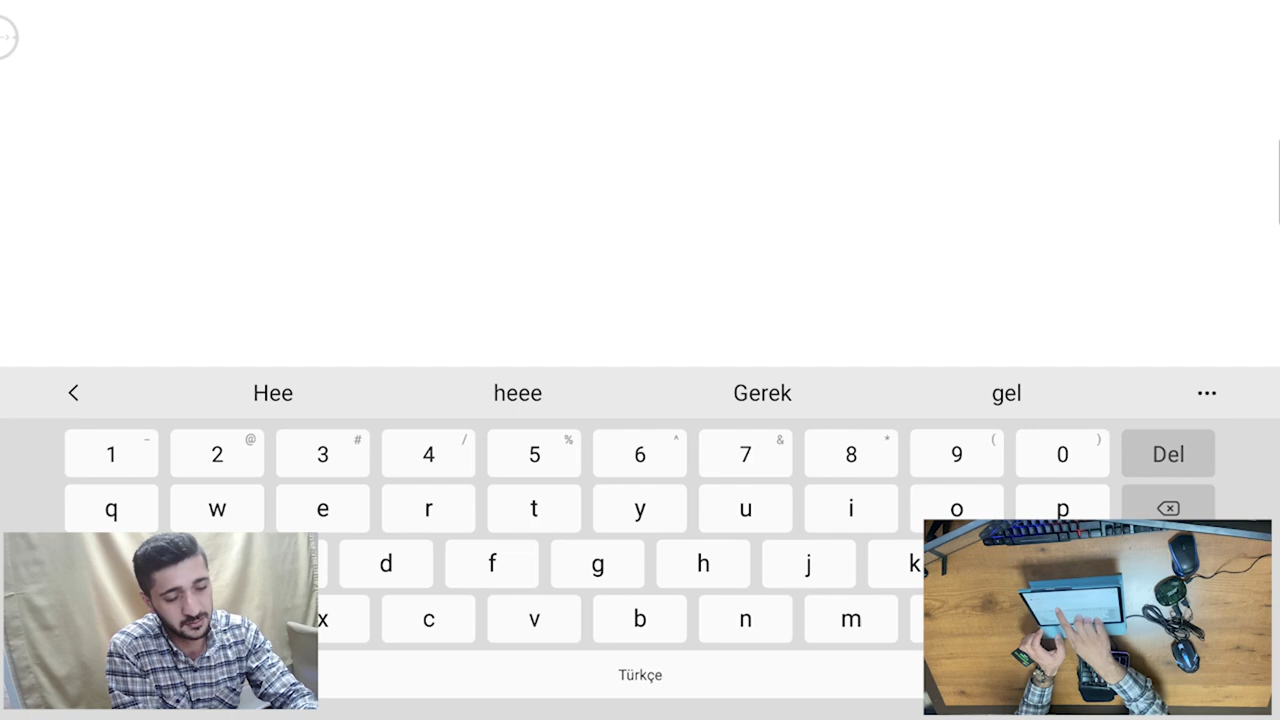 Hee heee Gerek gel ...
1 - 2 @ 3 # 4 / 5 % 6 ^ 7 & 8 * 9 ( 0 ) Del
q w e r t y u i o p
d f g h j k
x c v b n m
Türkçe